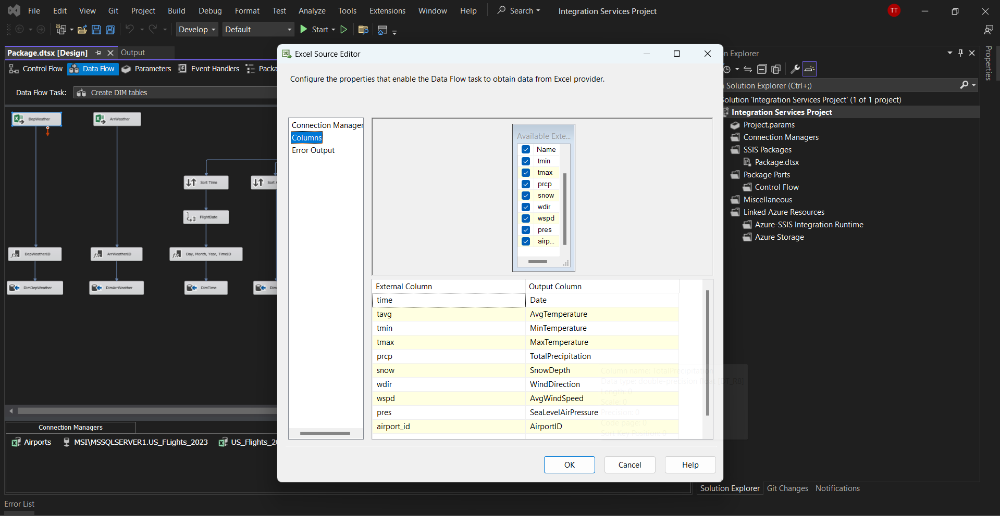 File Edit View Git Project Build Debug Format Test Analyze Tools Extensions Window Help Search Integration Services Project TT
Develop Default Start
Package.dtsx [Design] Output
Control Flow Data Flow Parameters Event Handlers Packa
Data Flow Task: Create DIM tables
DepWeather ArrWeather
Sort Time Sort A
FlightDate
DepWeatherID ArrWeatherID Day, Month, Year, TimeID
DimDepWeather DimArrWeather DimTime Dim
Connection Managers
Airports MSI\MSSQLSERVER1.US_FLights_2023 US_Flights_20
Error List
Excel Source Editor
Configure the properties that enable the Data Flow task to obtain data from Excel provider.
Connection Manager
Columns
Error Output
Available Exte...
Name
tmin
tmax
prcp
snow
wdir
wspd
pres
airp...
External Column Output Column
time Date
tavg AvgTemperature
tmin MinTemperature
tmax MaxTemperature
prcp TotalPrecipitation
snow SnowDepth
wdir WindDirection
wspd AvgWindSpeed
pres SeaLevelAirPressure
airport_id AirportID
Column name: TotalPrecipitation
Data type: double-precision float [DT_R8]
Length: 0
Scale: 0
Precision: 0
Code page: 0
Sort Key Position: 0
OK Cancel Help
n Explorer
Solution Explorer (Ctrl+;)
olution 'Integration Services Project' (1 of 1 project)
Integration Services Project
Project.params
Connection Managers
SSIS Packages
Package.dtsx
Package Parts
Control Flow
Miscellaneous
Linked Azure Resources
Azure-SSIS Integration Runtime
Azure Storage
Solution Explorer Git Changes Notifications
Properties